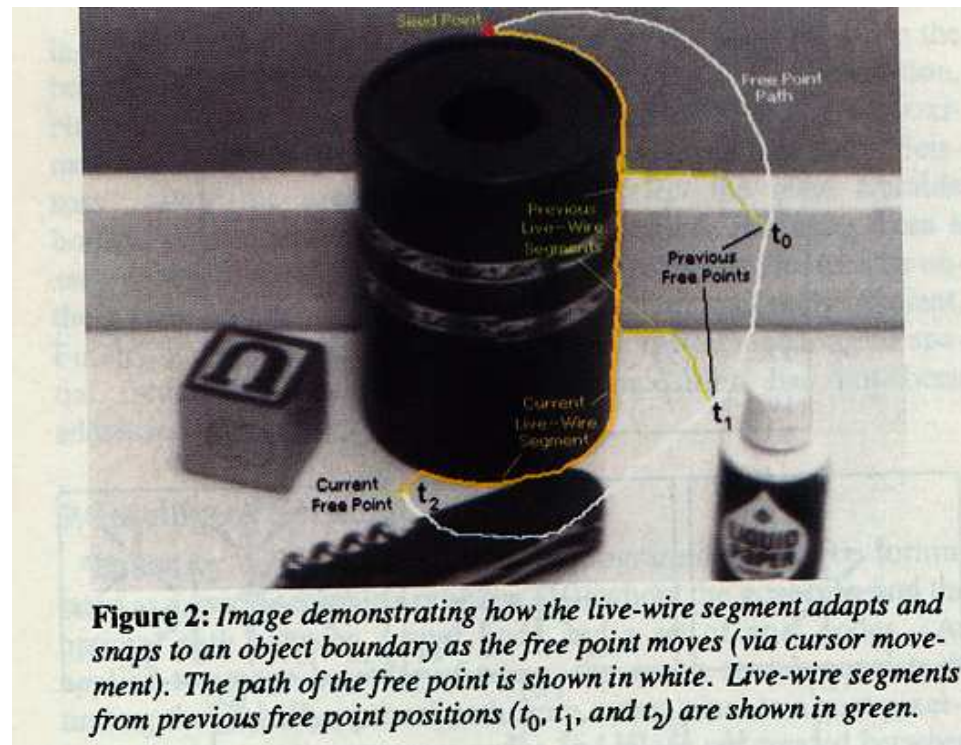 Seed Point
Free Point
Path
Previous
Live-Wire
Segments
t0
Previous
Free Points
t1
Current
Live-Wire
Segment
Current
Free Point
t2
LIQUID
PAPER
Figure 2: Image demonstrating how the live-wire segment adapts and
snaps to an object boundary as the free point moves (via cursor move-
ment). The path of the free point is shown in white. Live-wire segments
from previous free point positions (t0, t1, and t2) are shown in green.